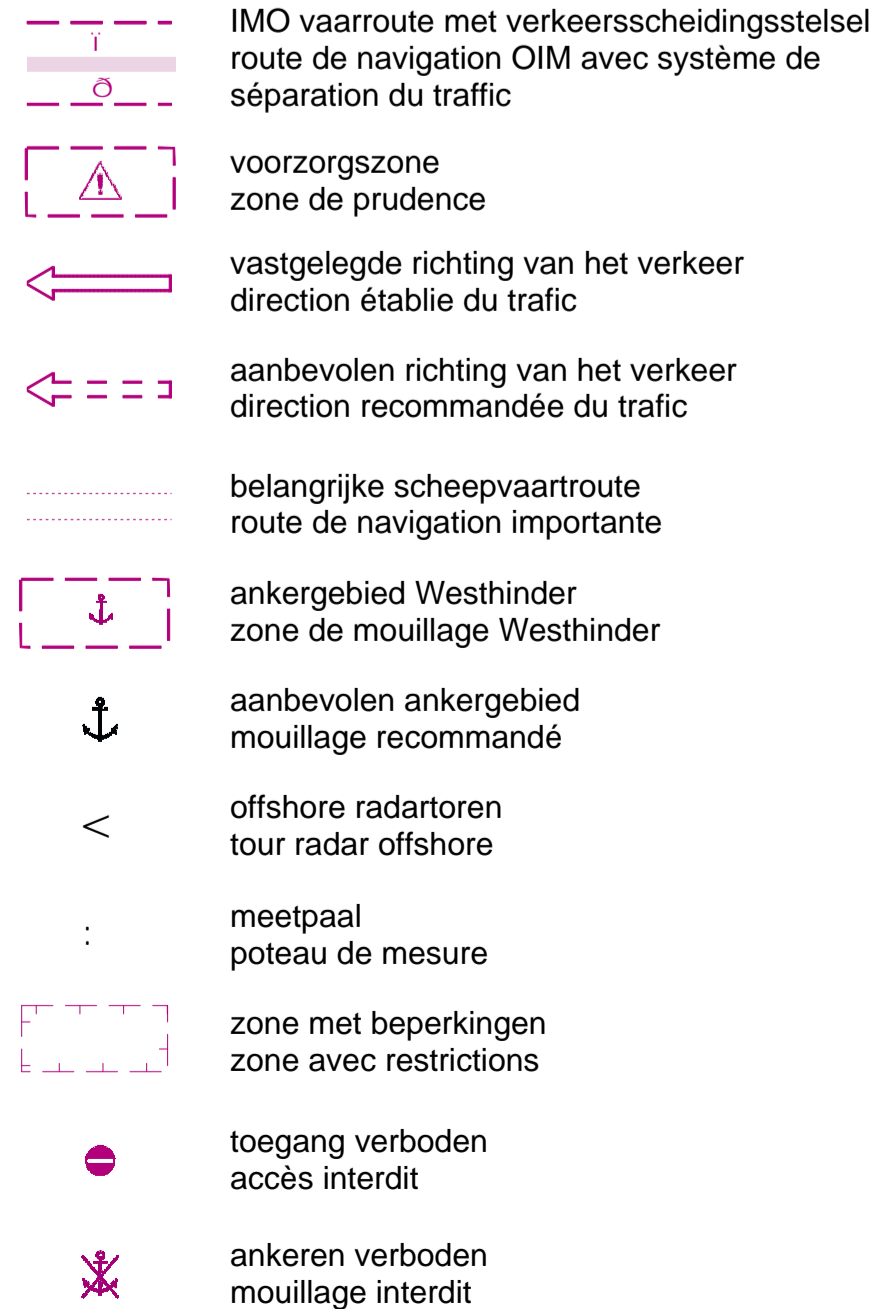 IMO vaarroute met verkeersscheidingsstelsel
ï
route de navigation OIM avec système de
ð
séparation du traffic
voorzorgszone
zone de prudence
vastgelegde richting van het verkeer
direction établie du trafic
aanbevolen richting van het verkeer
direction recommandée du trafic
belangrijke scheepvaartroute
route de navigation importante
ankergebied Westhinder
zone de mouillage Westhinder
aanbevolen ankergebied
mouillage recommandé
<
offshore radartoren
tour radar offshore
:
meetpaal
poteau de mesure
zone met beperkingen
zone avec restrictions
toegang verboden
accès interdit
ankeren verboden
mouillage interdit